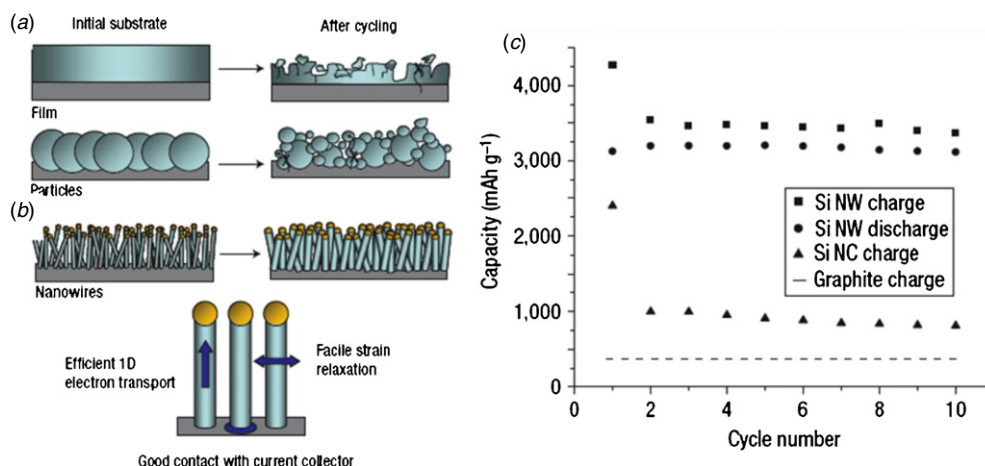 (a)
Initial substrate
After cycling
Film
Particles
(b)
Nanowires
Efficient 1D
electron transport
Facile strain
relaxation
Good contact with current collector
(c)
Capacity (mAh g⁻¹)
4,000
3,000
2,000
1,000
0
Si NW charge
Si NW discharge
Si NC charge
Graphite charge
0
2
4
6
8
10
Cycle number